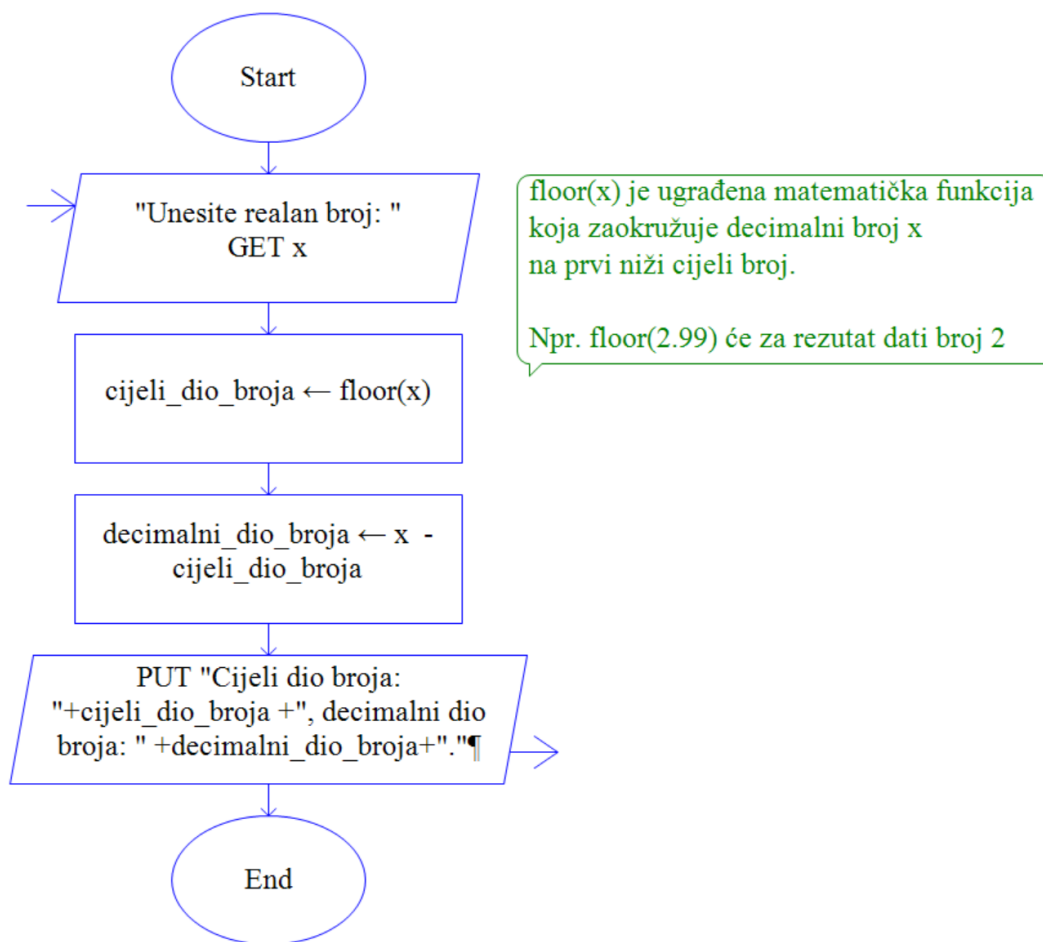 Start
"Unesite realan broj: "
GET x
floor(x) je ugrađena matematička funkcija
koja zaokružuje decimalni broj x
na prvi niži cijeli broj.
Npr. floor(2.99) će za rezutat dati broj 2
cijeli_dio_broja ← floor(x)
decimalni_dio_broja ← x -
cijeli_dio_broja
PUT "Cijeli dio broja:
"+cijeli_dio_broja +", decimalni dio
broja: " +decimalni_dio_broja+"."¶
End